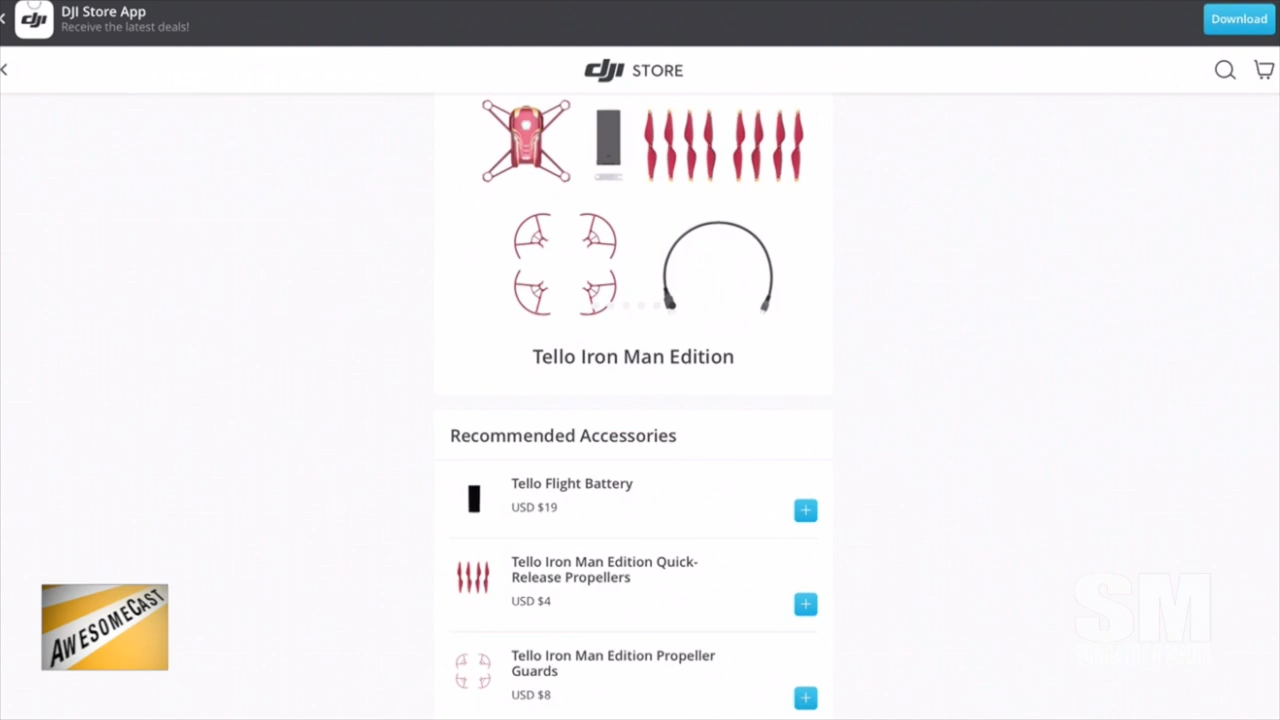 DJI Store App
Receive the latest deals!
Download
dji STORE
Tello Iron Man Edition
Recommended Accessories
Tello Flight Battery
USD $19
Tello Iron Man Edition Quick-
Release Propellers
USD $4
Tello Iron Man Edition Propeller
Guards
USD $8
AWESOMECAST
SM